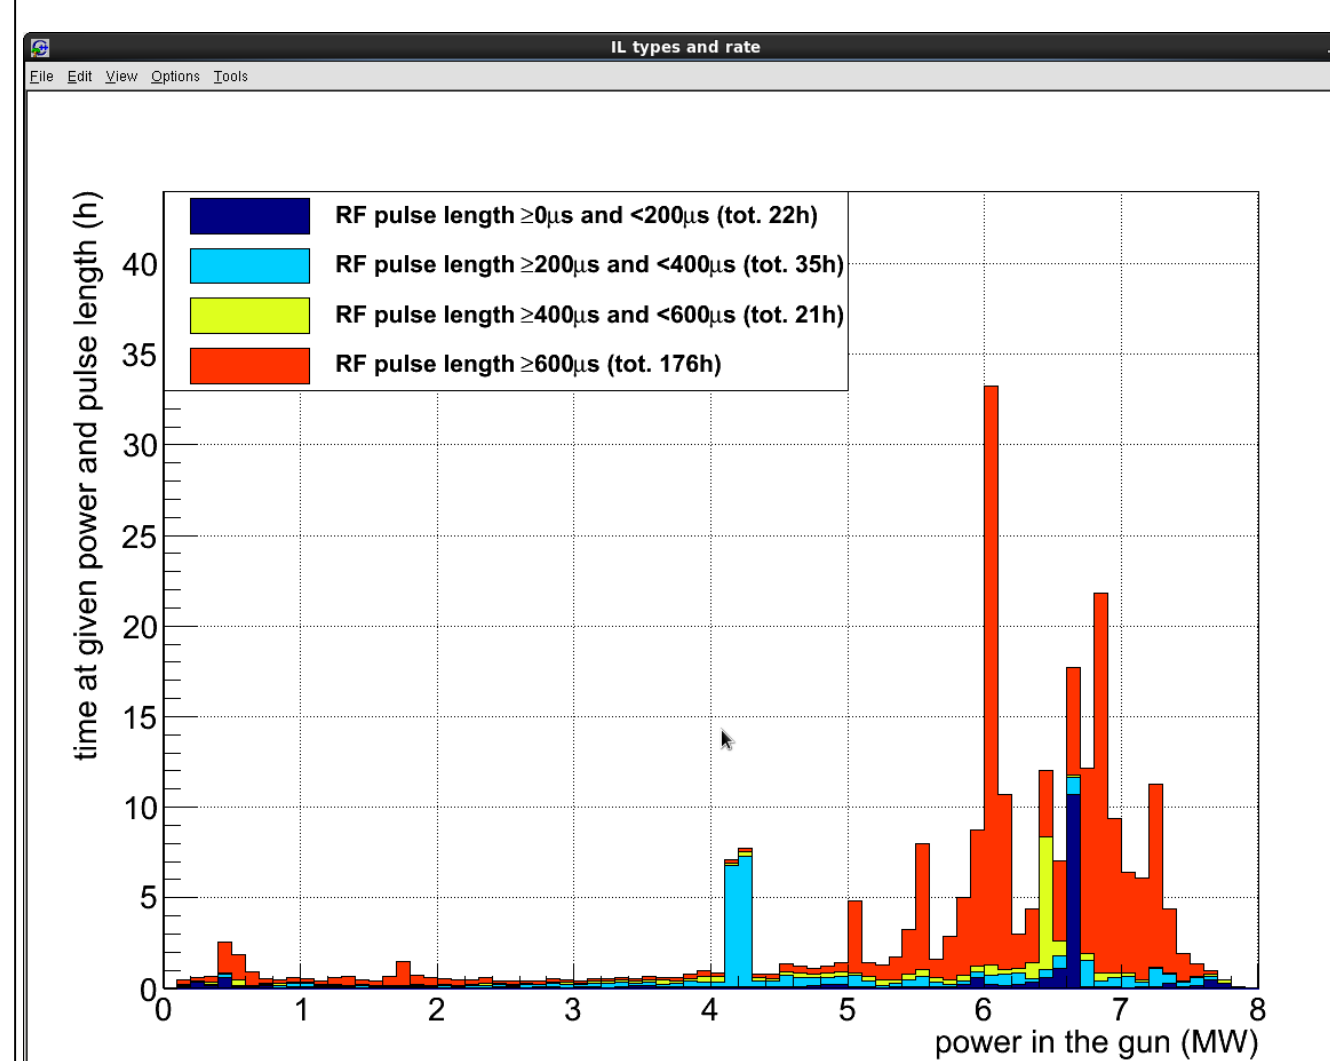 IL types and rate
File Edit View Options Tools
time at given power and pulse length (h)
RF pulse length ≥0μs and <200μs (tot. 22h)
RF pulse length ≥200μs and <400μs (tot. 35h)
RF pulse length ≥400μs and <600μs (tot. 21h)
RF pulse length ≥600μs (tot. 176h)
40
35
30
25
20
15
10
5
0
0 1 2 3 4 5 6 7 8
power in the gun (MW)